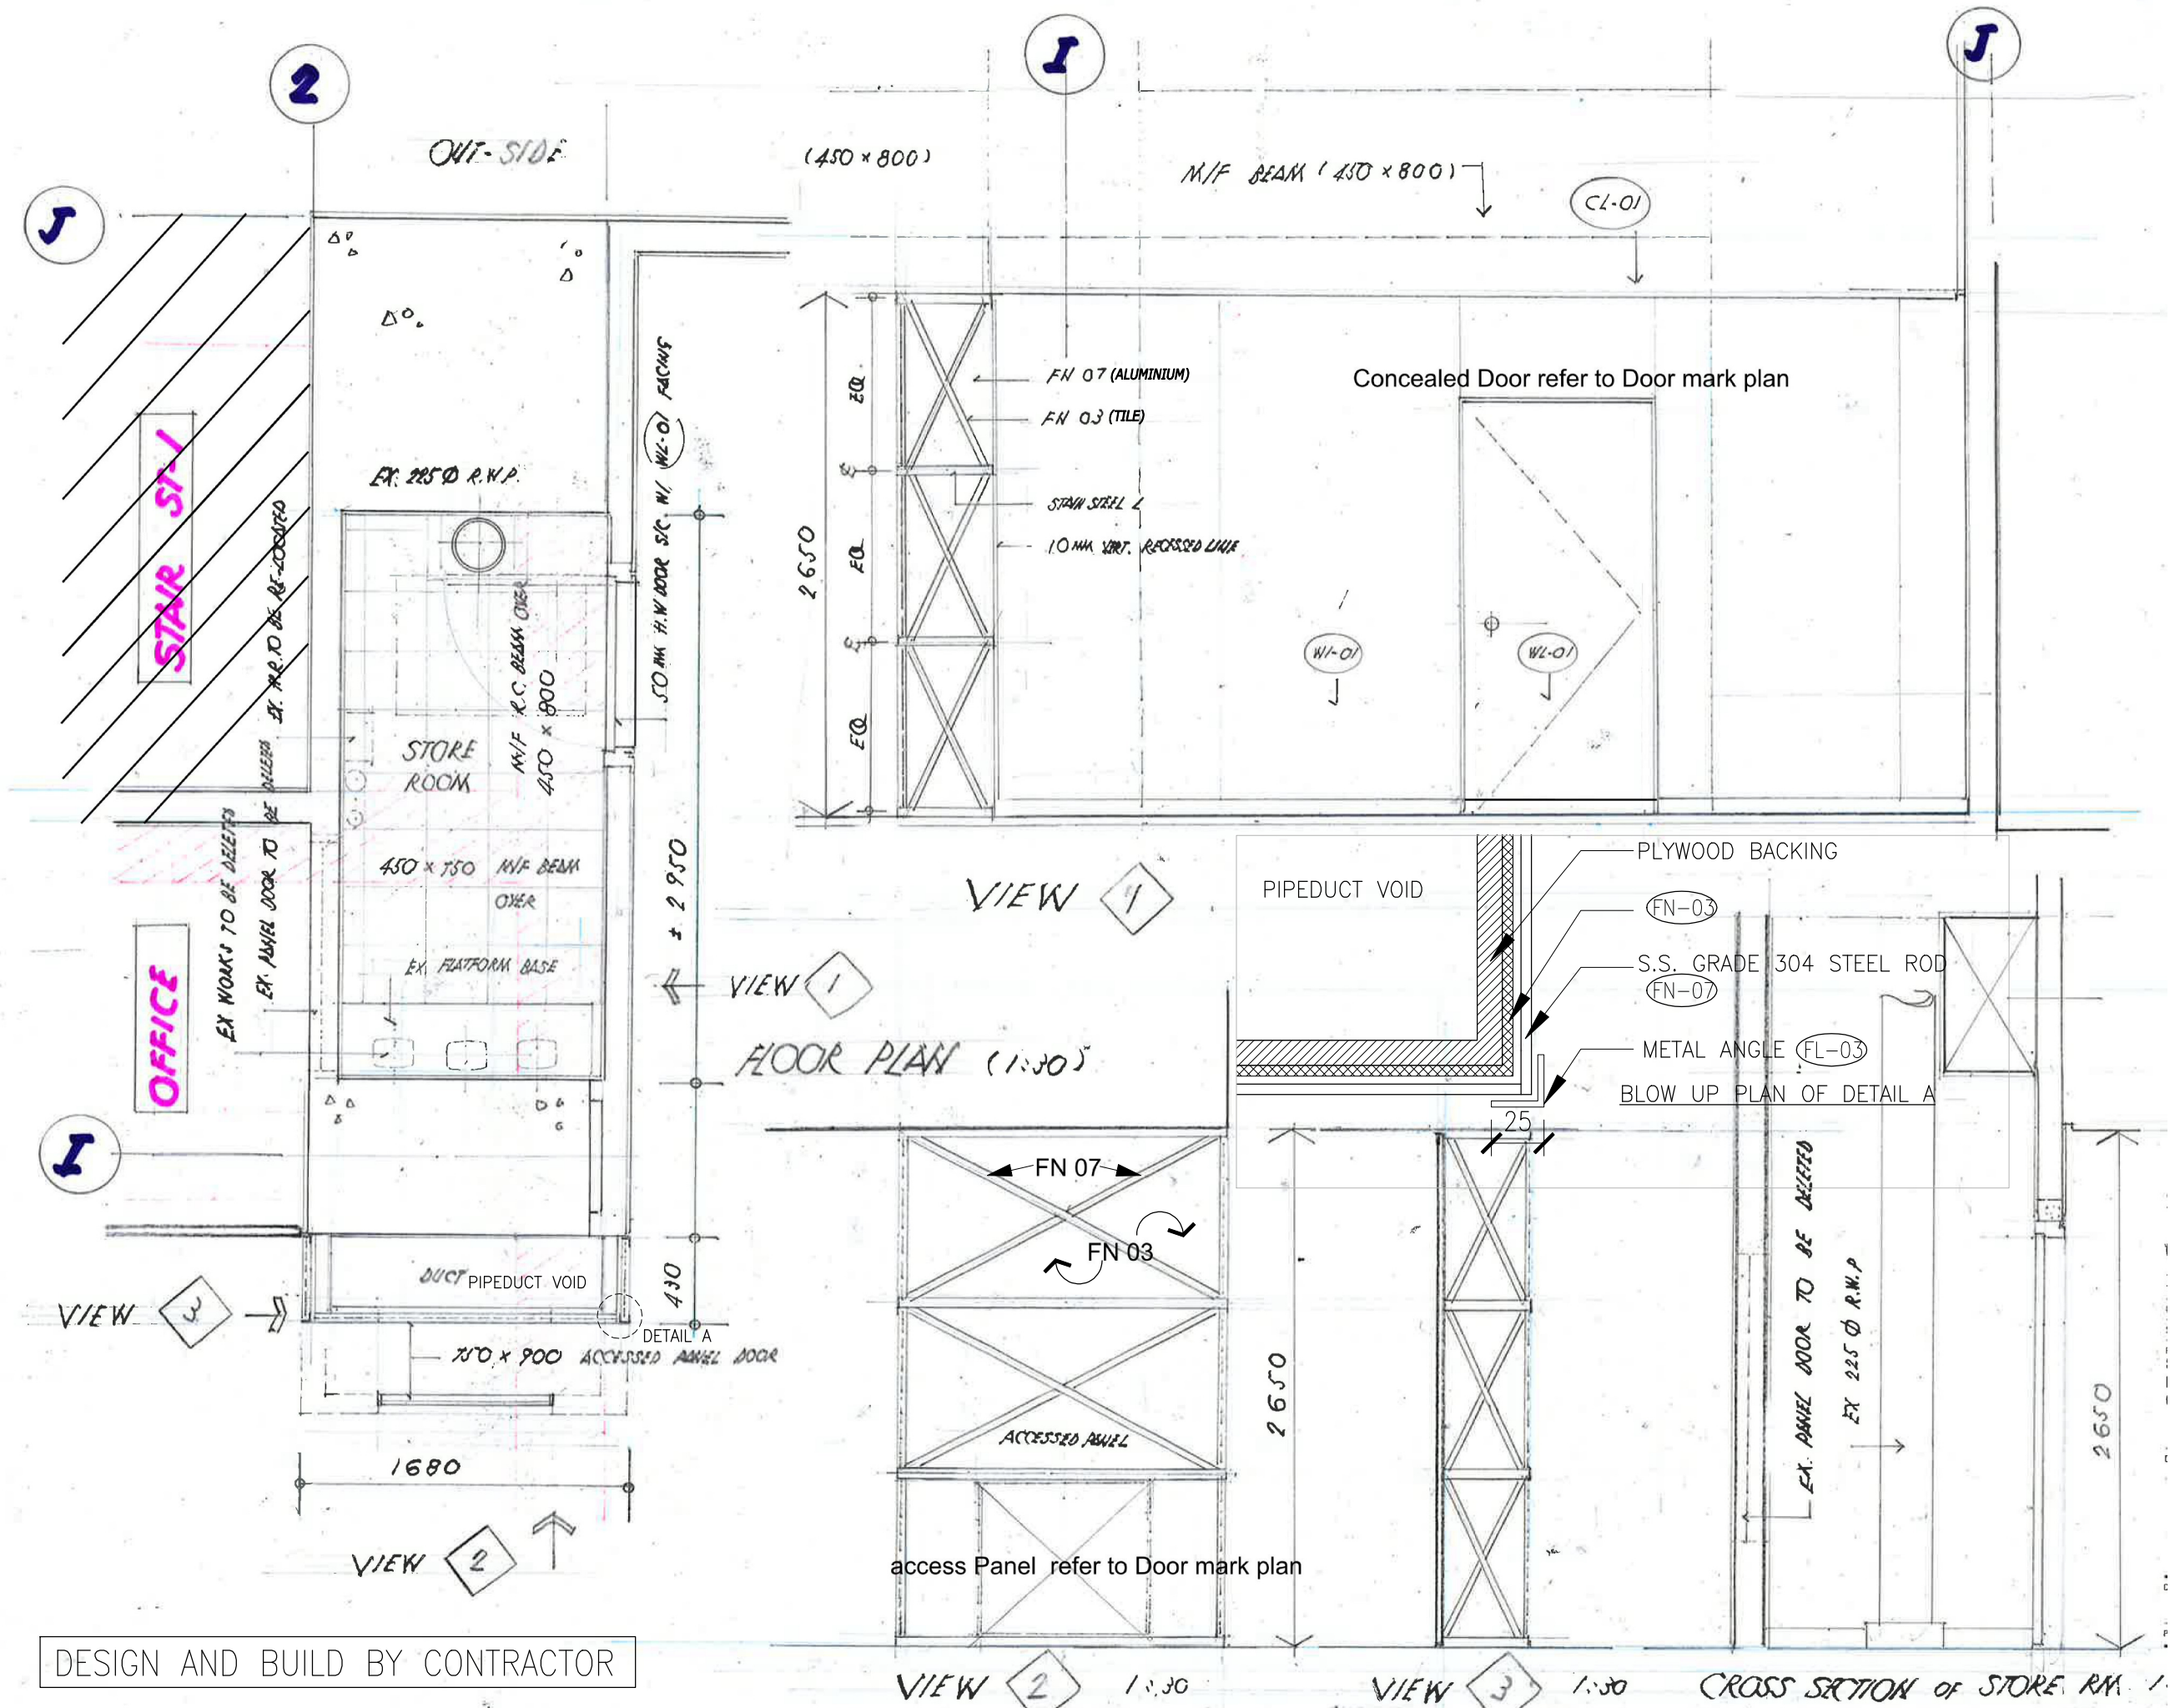 2
I
J
OUT-SIDE
(450 x 800)
M/F BEAM (450 x 800)
CL-01
J
STAIR ST-1
EX. 225 Ø R.W.P.
EX. ARR. TO BE RE-LOCATED
50 MM H.W DOOR S/C W/ WL-01 FACING
STORE
ROOM
M/F R.C. BEAM OVER
450 x 800
450 x 750 M/F BEAM
OVER
EX WORKS TO BE DELETED
EX. PANEL DOOR TO BE DELETED
EX. FLATFORM BASE
OFFICE
± 2950
VIEW 1
FLOOR PLAN (1:30)
I
DUCT PIPEDUCT VOID
430
VIEW 3
DETAIL A
750 x 900 ACCESSED PANEL DOOR
1680
VIEW 2
DESIGN AND BUILD BY CONTRACTOR
2650
EQ.
EQ
EQ
FN 07 (ALUMINIUM)
FN 03 (TILE)
STAIN STEEL L
10 MM VERT. RECESSED LINE
Concealed Door refer to Door mark plan
WL-01
WL-01
VIEW 1
PIPEDUCT VOID
PLYWOOD BACKING
FN-03
S.S. GRADE 304 STEEL ROD
FN-07
METAL ANGLE FL-03
BLOW UP PLAN OF DETAIL A
25
FN 07
FN 03
ACCESSED PANEL
access Panel refer to Door mark plan
2650
VIEW 2 1:30
VIEW 3 1:30
EX. PANEL DOOR TO BE DELETED
EX 225 Ø R.W.P
2650
CROSS SECTION OF STORE RM.